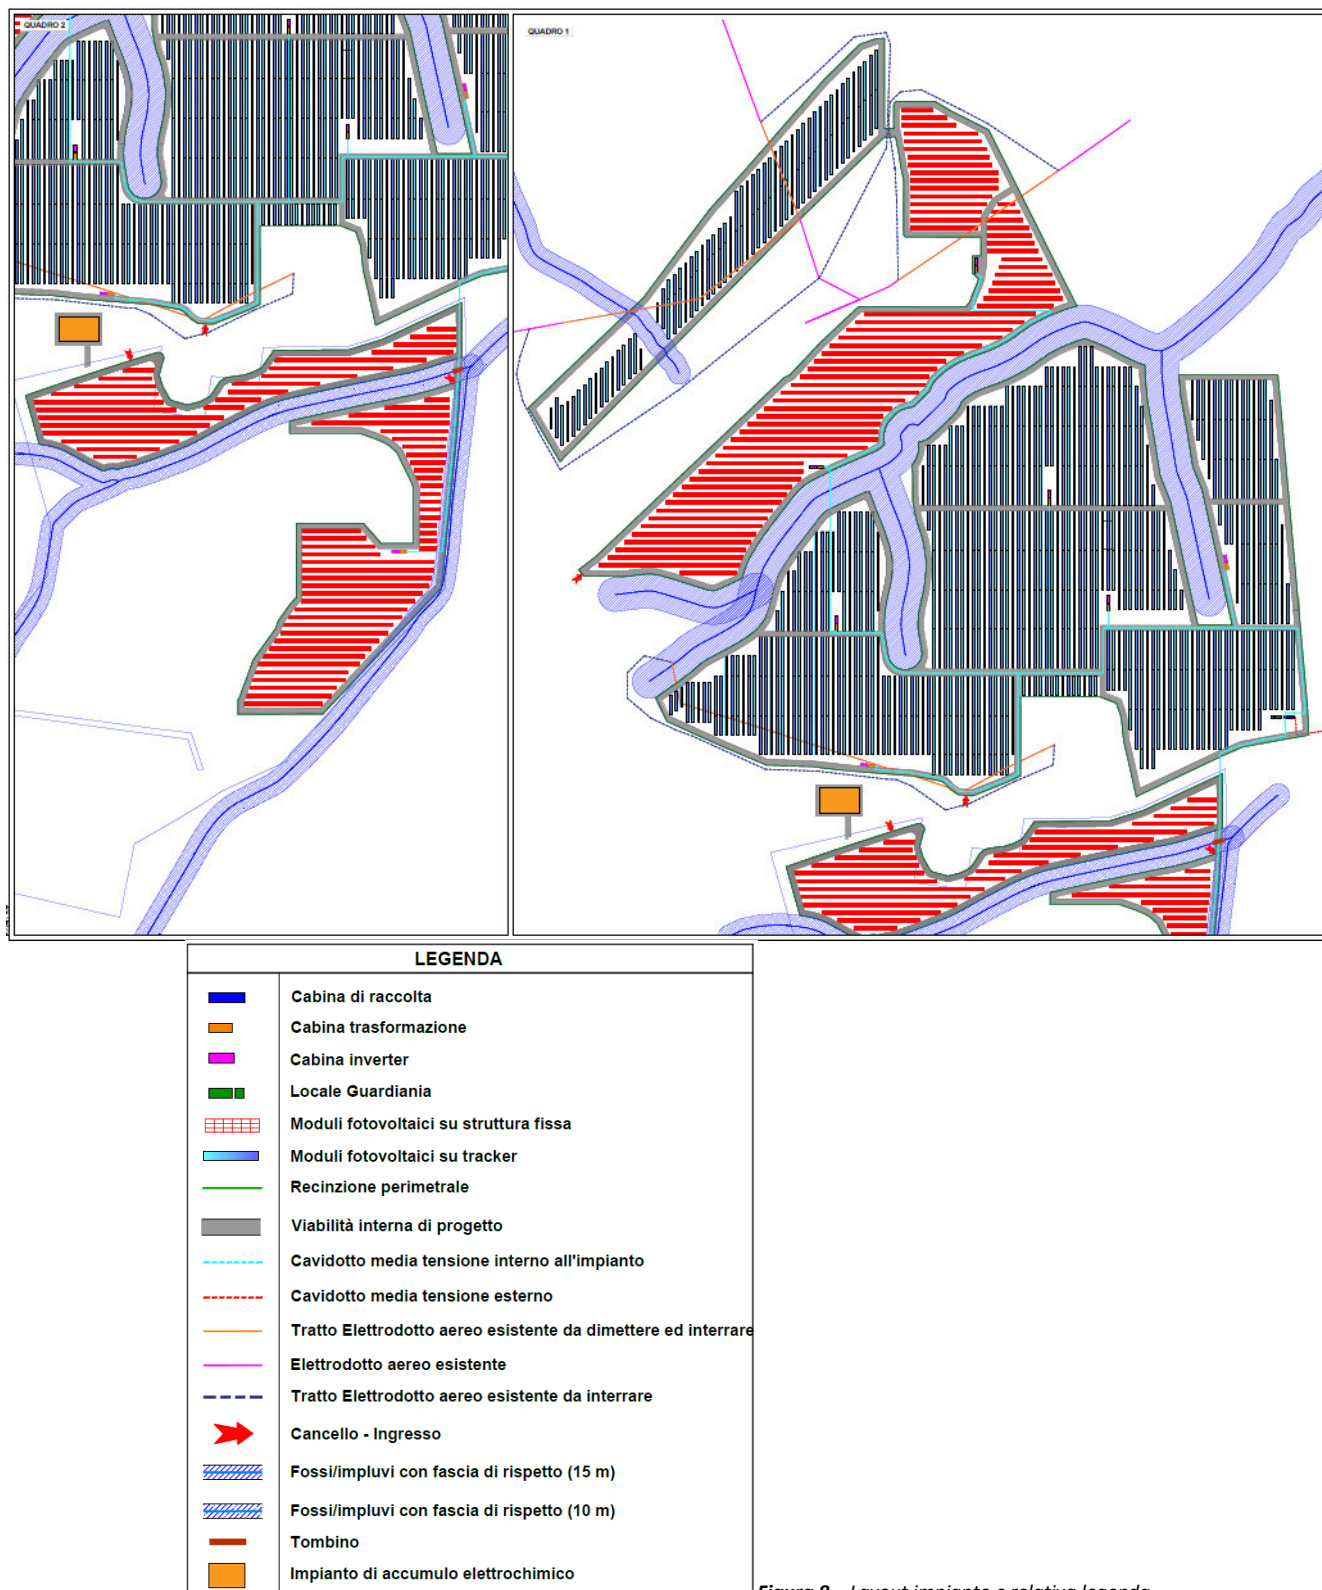 QUADRO 2
QUADRO 1
LEGENDA
Cabina di raccolta
Cabina trasformazione
Cabina inverter
Locale Guardiania
Moduli fotovoltaici su struttura fissa
Moduli fotovoltaici su tracker
Recinzione perimetrale
Viabilità interna di progetto
Cavidotto media tensione interno all'impianto
Cavidotto media tensione esterno
Tratto Elettrodotto aereo esistente da dimettere ed interrare
Elettrodotto aereo esistente
Tratto Elettrodotto aereo esistente da interrare
Cancello - Ingresso
Fossi/impluvi con fascia di rispetto (15 m)
Fossi/impluvi con fascia di rispetto (10 m)
Tombino
Impianto di accumulo elettrochimico